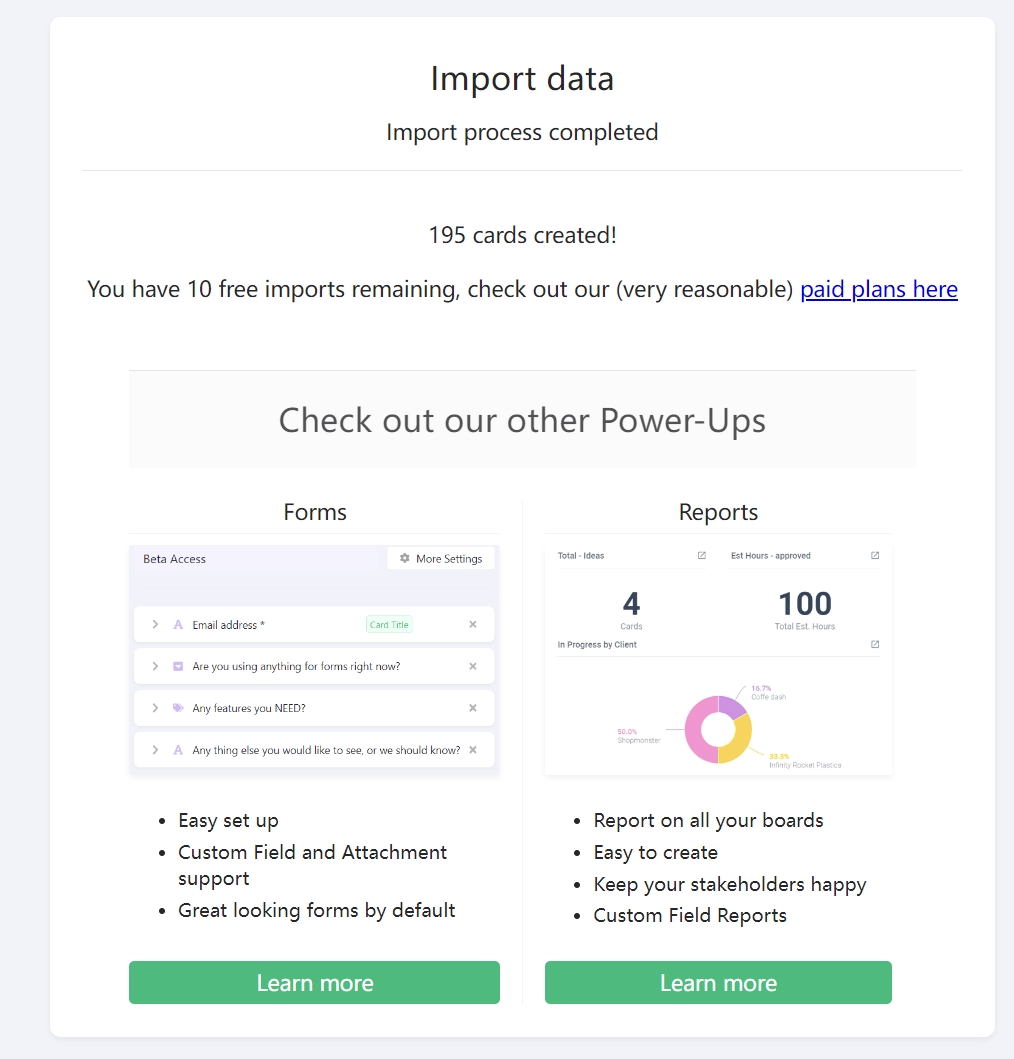 Import data
Import process completed
195 cards created!
You have 10 free imports remaining, check out our (very reasonable) paid plans here
Check out our other Power-Ups
Forms
Beta Access
More Settings
Email address *
Card Title
Are you using anything for forms right now?
Any features you NEED?
Any thing else you would like to see, or we should know?
Easy set up
Custom Field and Attachment
support
Great looking forms by default
Learn more
Reports
Total - Ideas
Est Hours - approved
4
Cards
100
Total Est. Hours
In Progress by Client
16.7%
Coffe dash
50.0%
Shopmonster
33.3%
Infinity Rocket Plastics
Report on all your boards
Easy to create
Keep your stakeholders happy
Custom Field Reports
Learn more